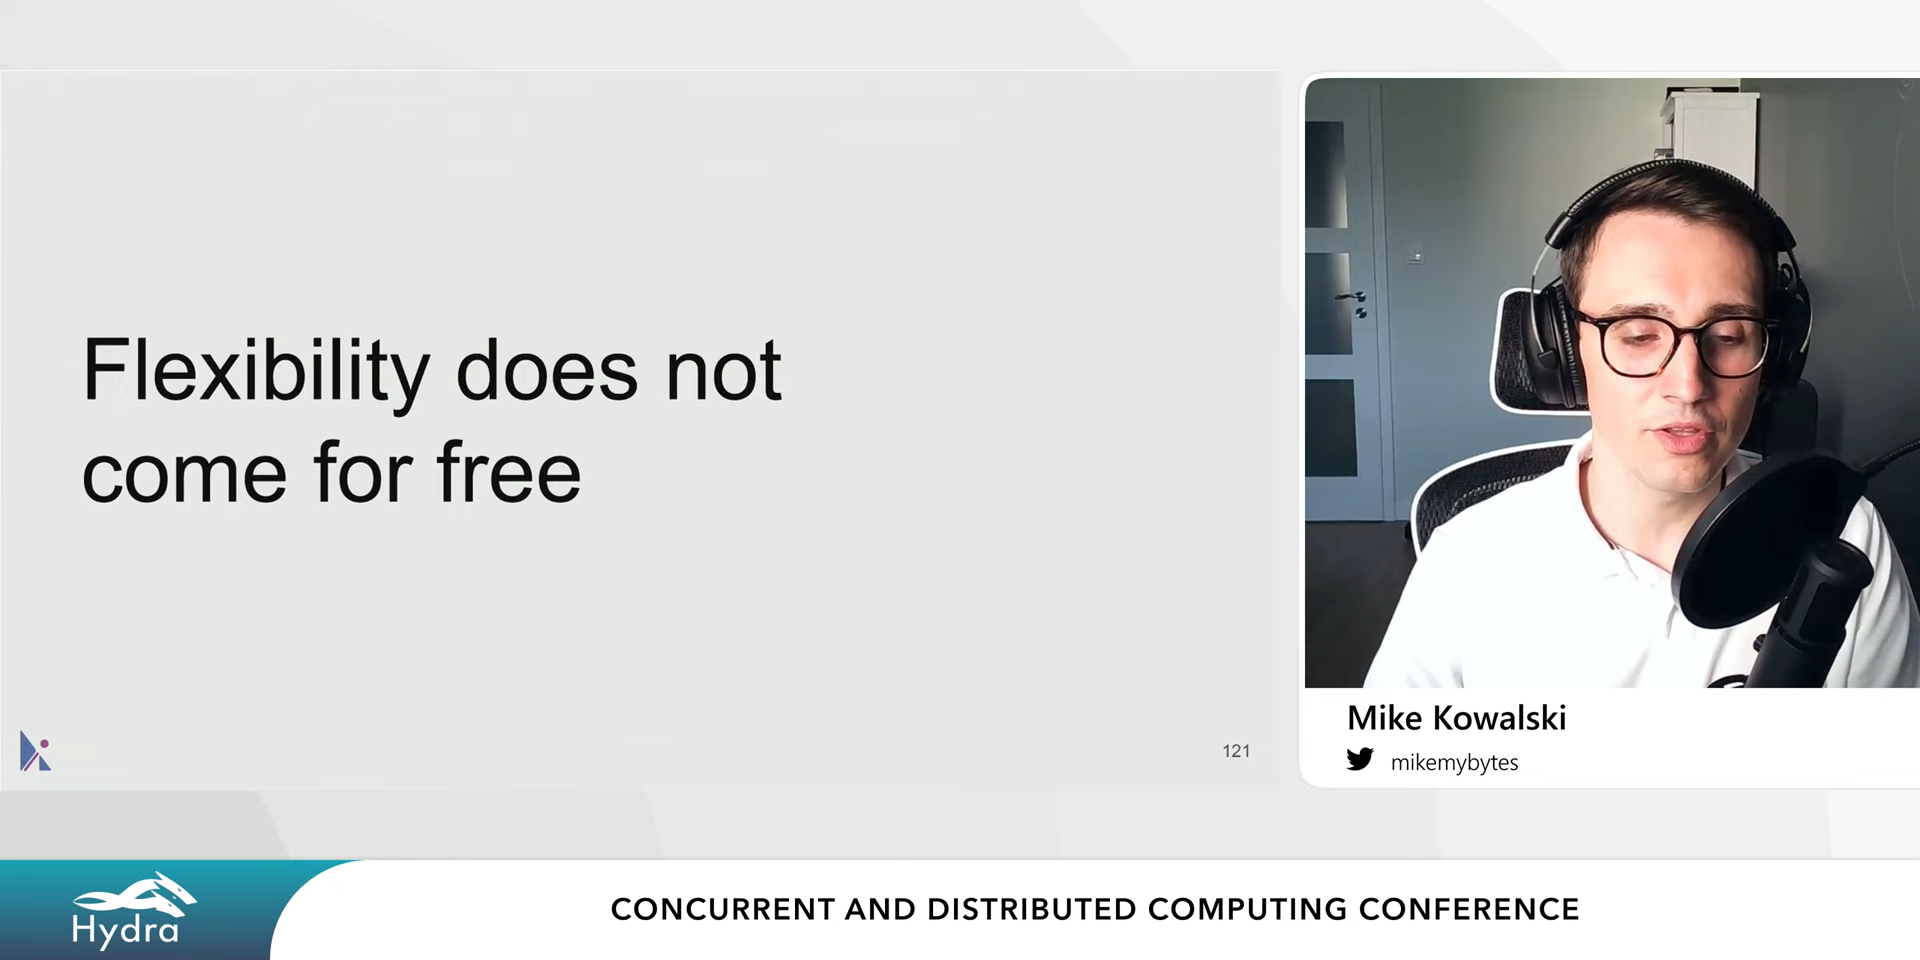 Flexibility does not
come for free
121
Mike Kowalski
mikemybytes
Hydra
CONCURRENT AND DISTRIBUTED COMPUTING CONFERENCE